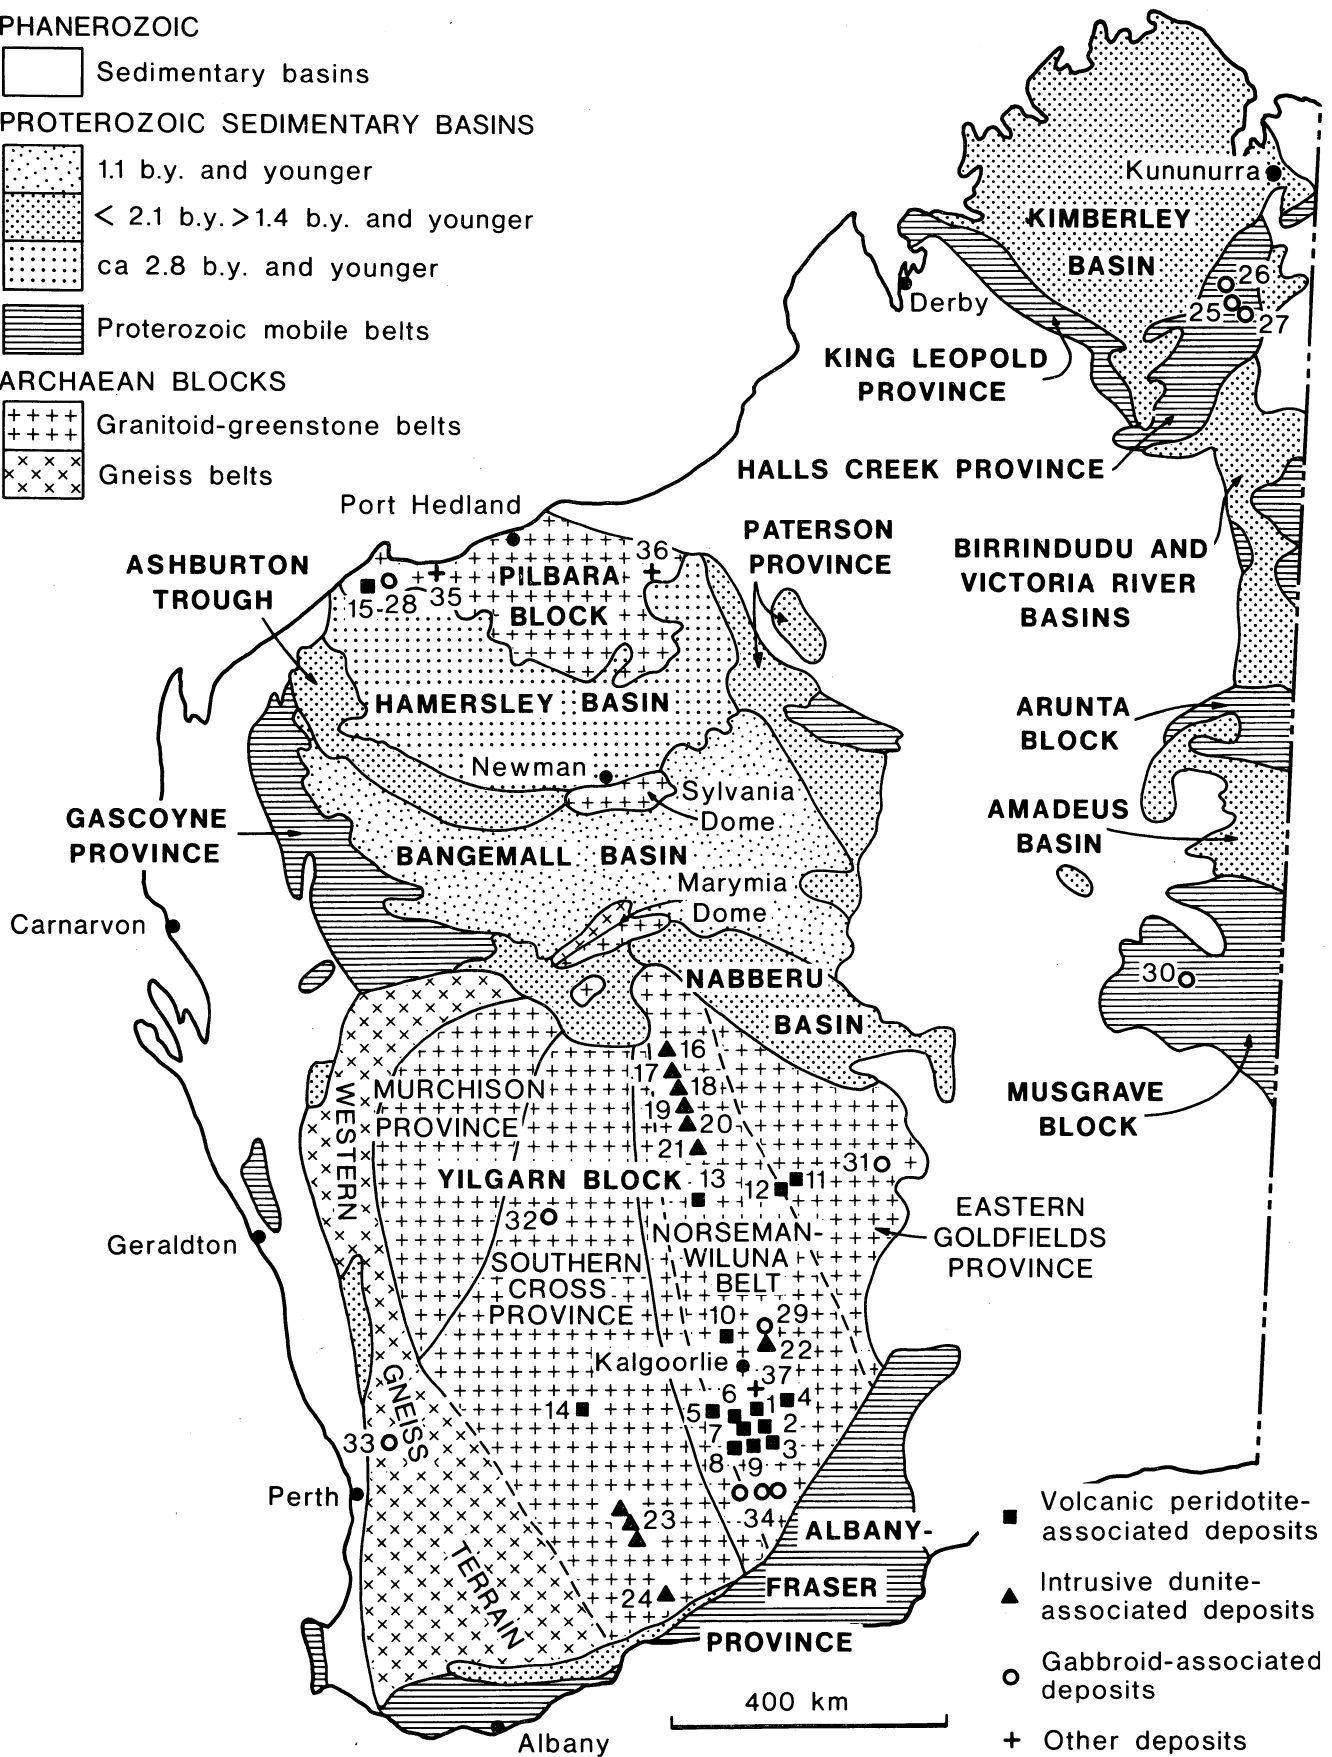 PHANEROZOIC
Sedimentary basins
PROTEROZOIC SEDIMENTARY BASINS
1.1 b.y. and younger
< 2.1 b.y. >1.4 b.y. and younger
ca 2.8 b.y. and younger
Proterozoic mobile belts
ARCHAEAN BLOCKS
Granitoid-greenstone belts
Gneiss belts
Kununurra
KIMBERLEY
BASIN
26
25
27
Derby
KING LEOPOLD
PROVINCE
HALLS CREEK PROVINCE
Port Hedland
ASHBURTON
TROUGH
PATERSON
PROVINCE
BIRRINDUDU AND
VICTORIA RIVER
BASINS
36
PILBARA
BLOCK
15
28
35
HAMERSLEY BASIN
ARUNTA
BLOCK
Newman
Sylvania
Dome
GASCOYNE
PROVINCE
AMADEUS
BASIN
BANGEMALL BASIN
Marymia
Dome
Carnarvon
NABBERU
BASIN
30
MUSGRAVE
BLOCK
16
17
18
19
20
21
MURCHISON
PROVINCE
WESTERN
GNEISS
TERRAIN
YILGARN BLOCK
13
12
11
31
32
EASTERN
GOLDFIELDS
PROVINCE
NORSEMAN-
WILUNA
BELT
SOUTHERN
CROSS
PROVINCE
Geraldton
10
29
22
Kalgoorlie
37
6
1
4
5
2
7
3
8
9
14
33
Perth
34
23
24
ALBANY-
FRASER
PROVINCE
Albany
400 km
Volcanic peridotite-
associated deposits
Intrusive dunite-
associated deposits
Gabbroid-associated
deposits
Other deposits